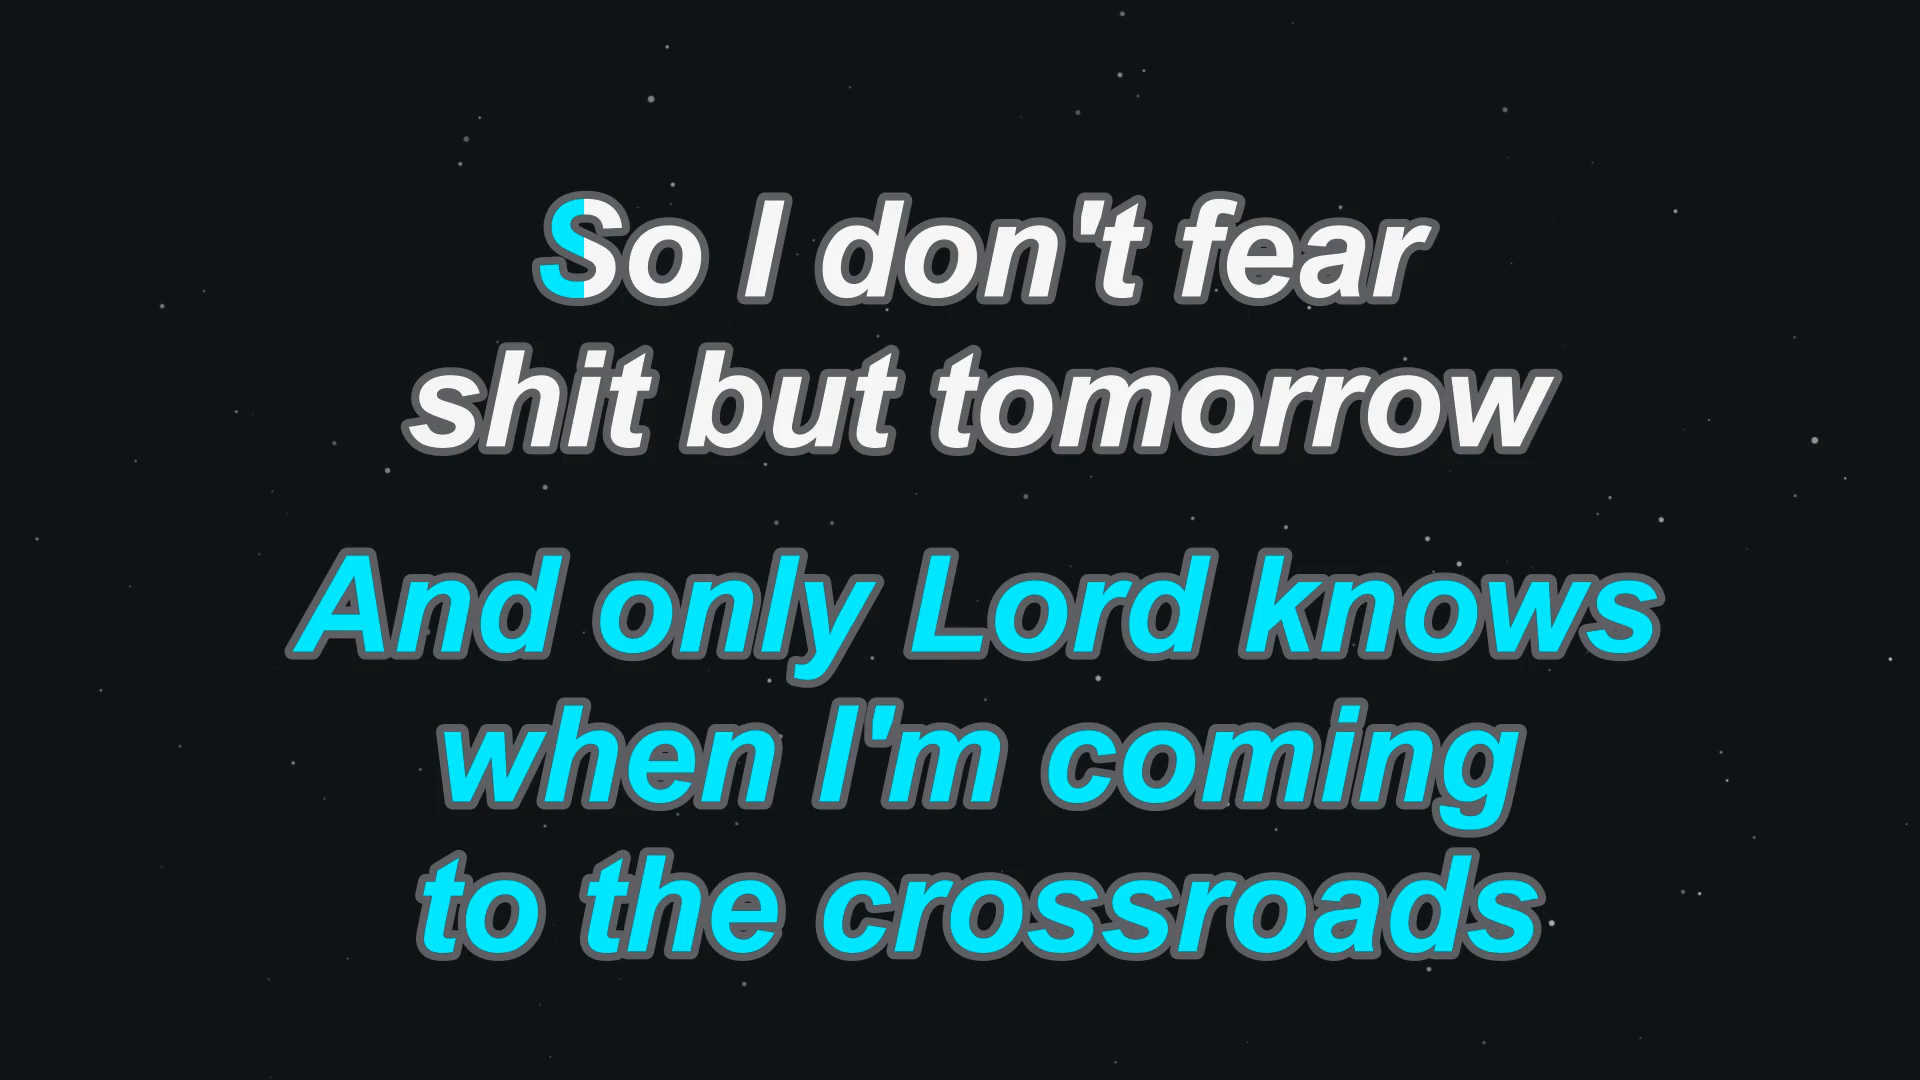 So I don't fear
shit but tomorrow
And only Lord knows
when I'm coming
to the crossroads